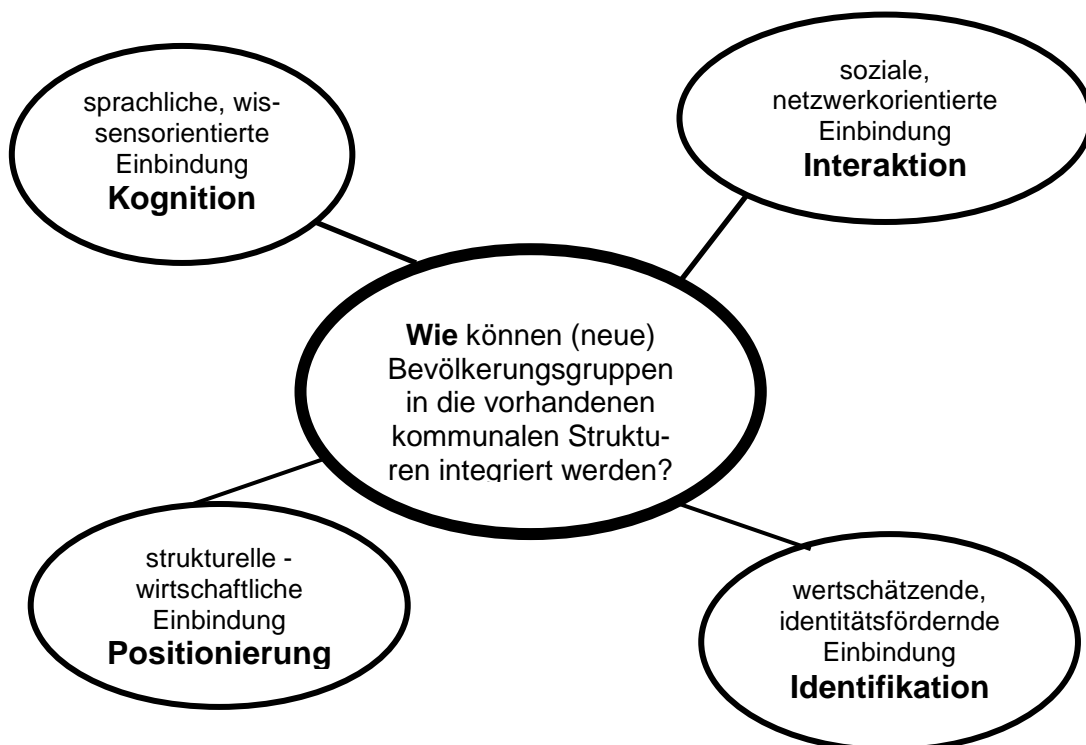 sprachliche, wis-
sensorientierte
Einbindung
Kognition
soziale,
netzwerkorientierte
Einbindung
Interaktion
Wie können (neue)
Bevölkerungsgruppen
in die vorhandenen
kommunalen Struktu-
ren integriert werden?
strukturelle -
wirtschaftliche
Einbindung
Positionierung
wertschätzende,
identitätsfördernde
Einbindung
Identifikation